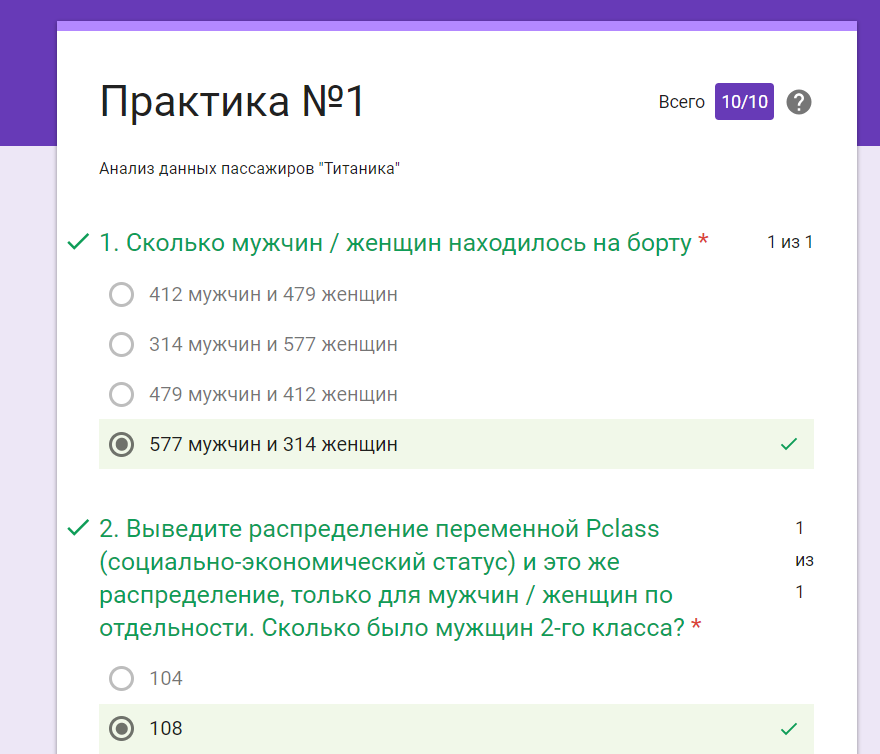 Практика №1
Всего 10/10
Анализ данных пассажиров "Титаника"
1. Сколько мужчин / женщин находилось на борту *
1 из 1
412 мужчин и 479 женщин
314 мужчин и 577 женщин
479 мужчин и 412 женщин
577 мужчин и 314 женщин
2. Выведите распределение переменной Pclass
(социально-экономический статус) и это же
распределение, только для мужчин / женщин по
отдельности. Сколько было мужщин 2-го класса? *
1
из
1
104
108